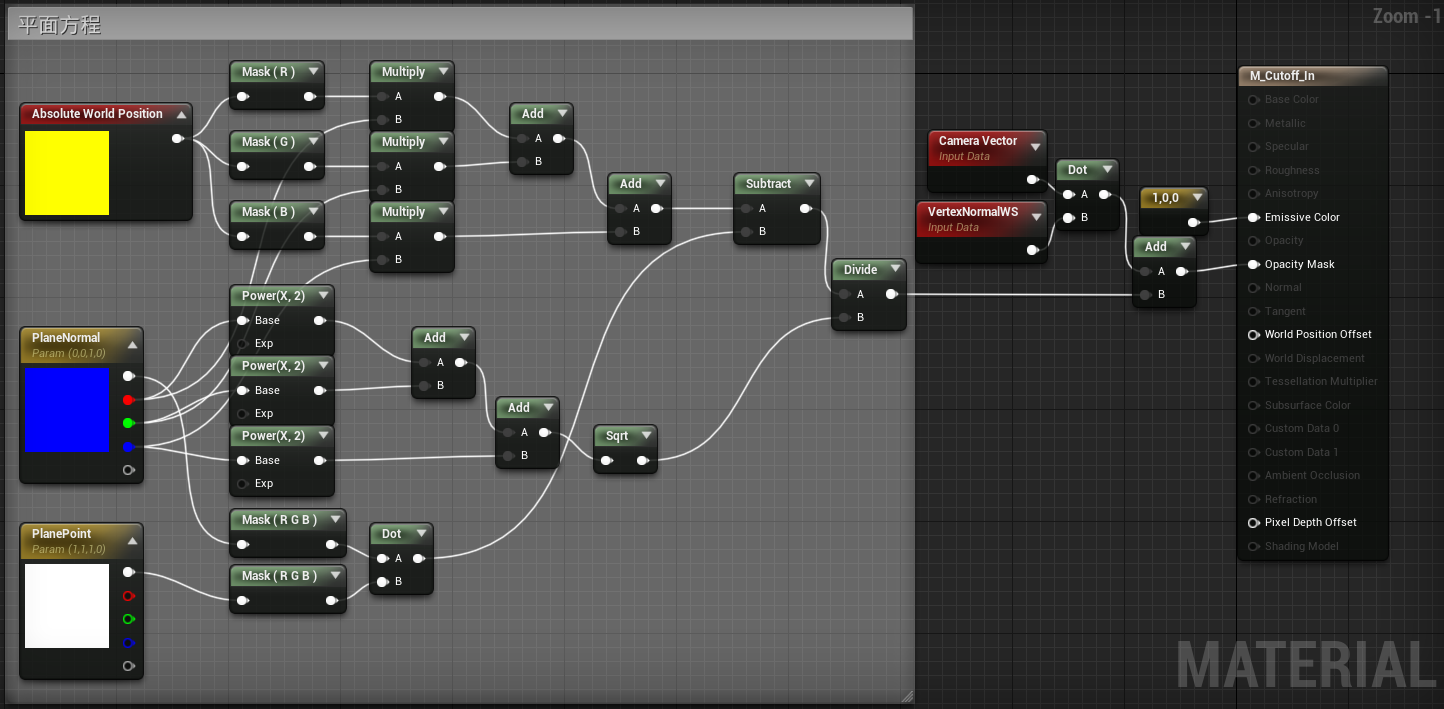 平面方程
Zoom -1
Absolute World Position
Mask ( R )
Multiply
A
B
Mask ( G )
Multiply
A
B
Mask ( B )
Multiply
A
B
Add
A
B
Add
A
B
Subtract
A
B
Divide
A
B
PlaneNormal
Param (0,0,1,0)
Power(X, 2)
Base
Exp
Power(X, 2)
Base
Exp
Power(X, 2)
Base
Exp
Add
A
B
Add
A
B
Sqrt
PlanePoint
Param (1,1,1,0)
Mask ( R G B )
Mask ( R G B )
Dot
A
B
Camera Vector
Input Data
VertexNormalWS
Input Data
Dot
A
B
1,0,0
Add
A
B
M_Cutoff_In
Base Color
Metallic
Specular
Roughness
Anisotropy
Emissive Color
Opacity
Opacity Mask
Normal
Tangent
World Position Offset
World Displacement
Tessellation Multiplier
Subsurface Color
Custom Data 0
Custom Data 1
Ambient Occlusion
Refraction
Pixel Depth Offset
Shading Model
MATERIAL